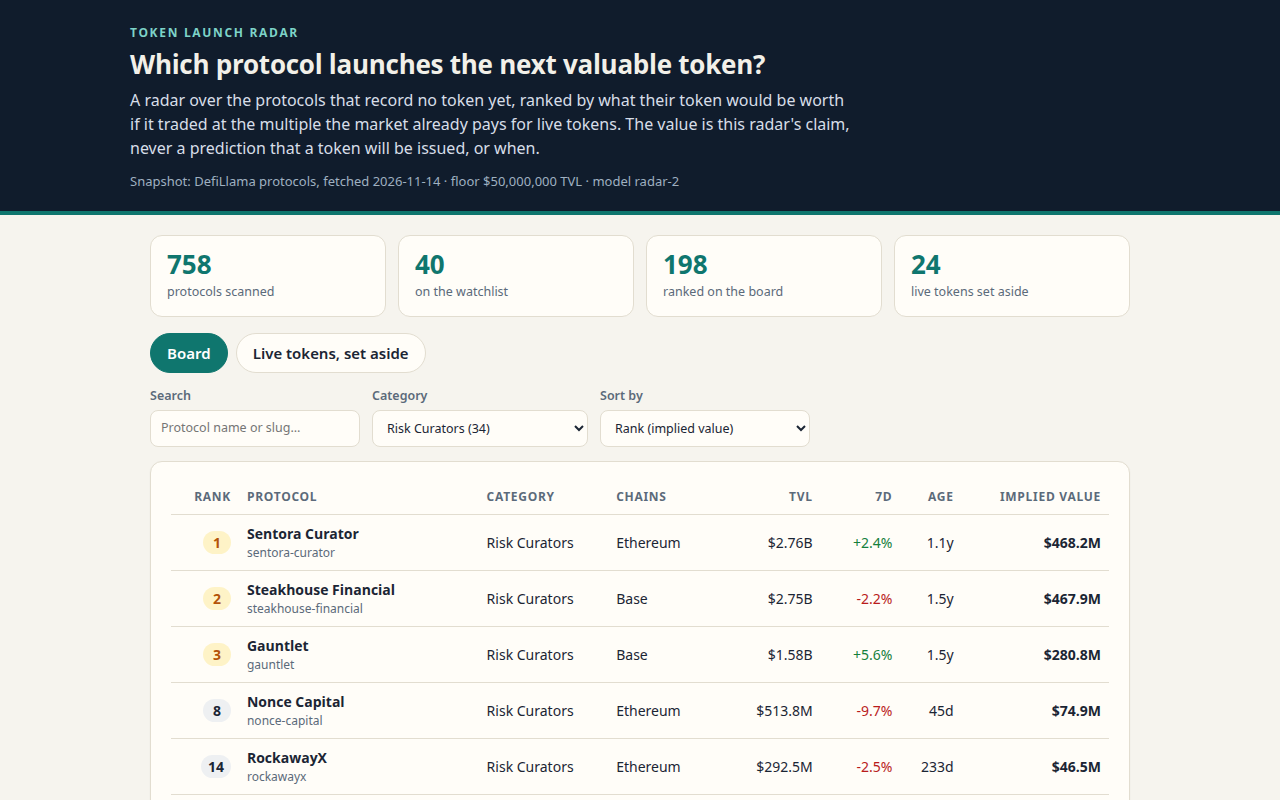 TOKEN LAUNCH RADAR
Which protocol launches the next valuable token?
A radar over the protocols that record no token yet, ranked by what their token would be worth
if it traded at the multiple the market already pays for live tokens. The value is this radar's claim,
never a prediction that a token will be issued, or when.
Snapshot: DefiLlama protocols, fetched 2026-11-14 · floor $50,000,000 TVL · model radar-2
758 40 198 24
protocols scanned on the watchlist ranked on the board live tokens set aside
Board Live tokens, set aside
Search Category Sort by
Protocol name or slug... Risk Curators (34) Rank (implied value)
RANK PROTOCOL CATEGORY CHAINS TVL 7D AGE IMPLIED VALUE
1 Sentora Curator Risk Curators Ethereum $2.76B +2.4% 1.1y $468.2M
sentora-curator
2 Steakhouse Financial Risk Curators Base $2.75B -2.2% 1.5y $467.9M
steakhouse-financial
3 Gauntlet Risk Curators Base $1.58B +5.6% 1.5y $280.8M
gauntlet
8 Nonce Capital Risk Curators Ethereum $513.8M -9.7% 45d $74.9M
nonce-capital
14 RockawayX Risk Curators Ethereum $292.5M -2.5% 233d $46.5M
rockawayx